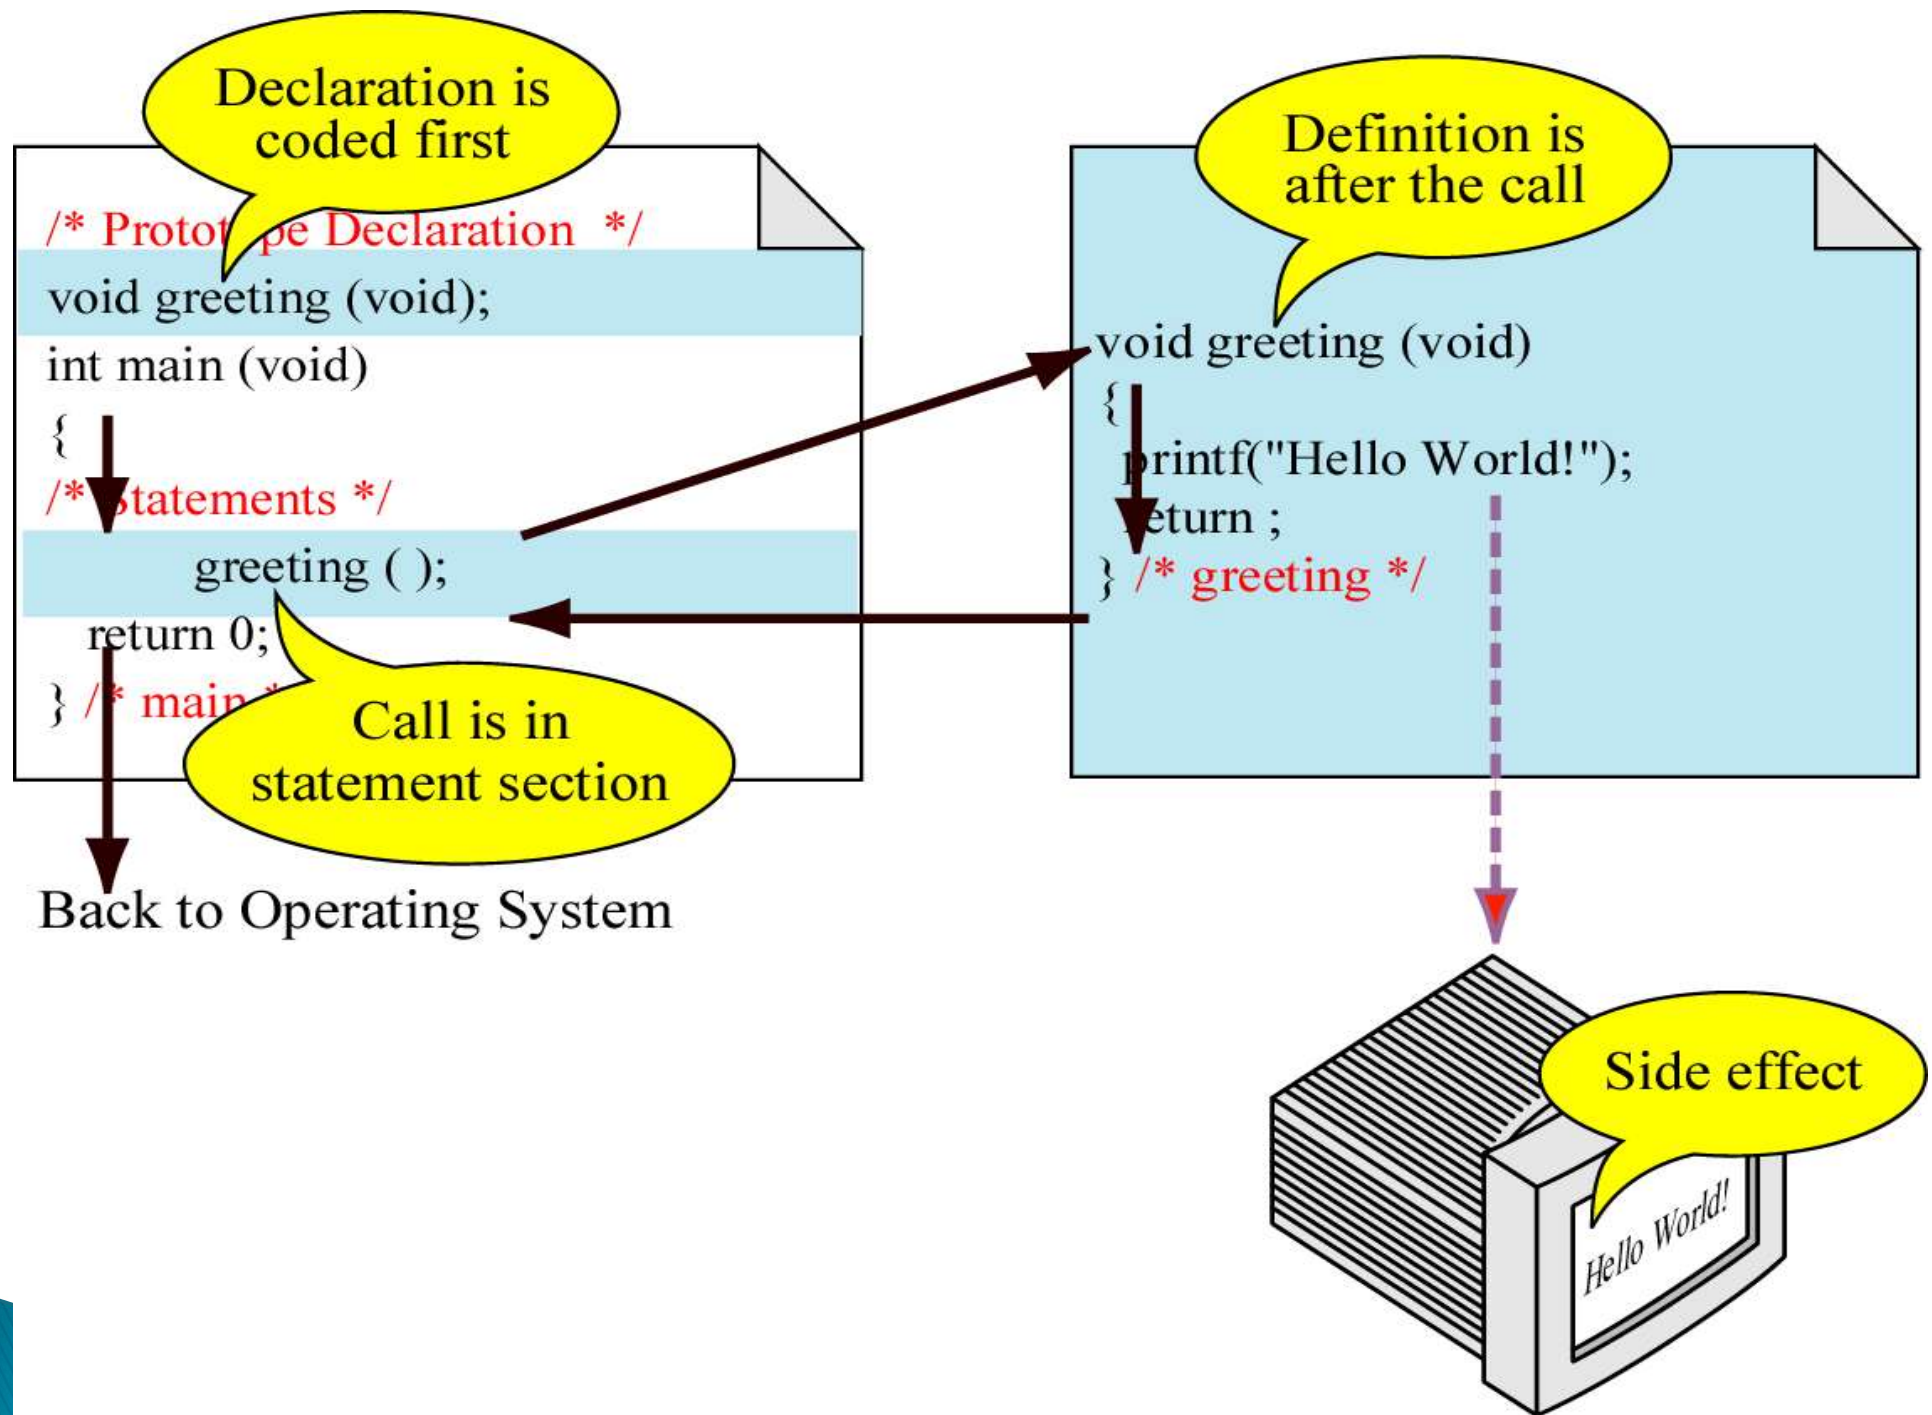 Declaration is
coded first
/* Prototype Declaration */
void greeting (void);
int main (void)
{
/* Statements */
greeting ( );
return 0;
} /* main *
Call is in
statement section
Back to Operating System
Definition is
after the call
void greeting (void)
{
printf("Hello World!");
return ;
} /* greeting */
Side effect
Hello World!